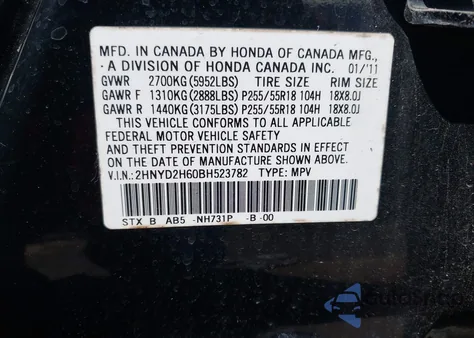 MFD. IN CANADA BY HONDA OF CANADA MFG.,
A DIVISION OF HONDA CANADA INC. 01/'11
GVWR 2700KG(5952LBS) TIRE SIZE RIM SIZE
GAWR F 1310KG(2888LBS) P255/55R18 104H 18X8.0J
GAWR R 1440KG(3175LBS) P255/55R18 104H 18X8.0J
THIS VEHICLE CONFORMS TO ALL APPLICABLE
FEDERAL MOTOR VEHICLE SAFETY
AND THEFT PREVENTION STANDARDS IN EFFECT
ON THE DATE OF MANUFACTURE SHOWN ABOVE.
V.I.N.: 2HNYD2H60BH523782 TYPE: MPV
STX B AB5 -NH731P -B-00